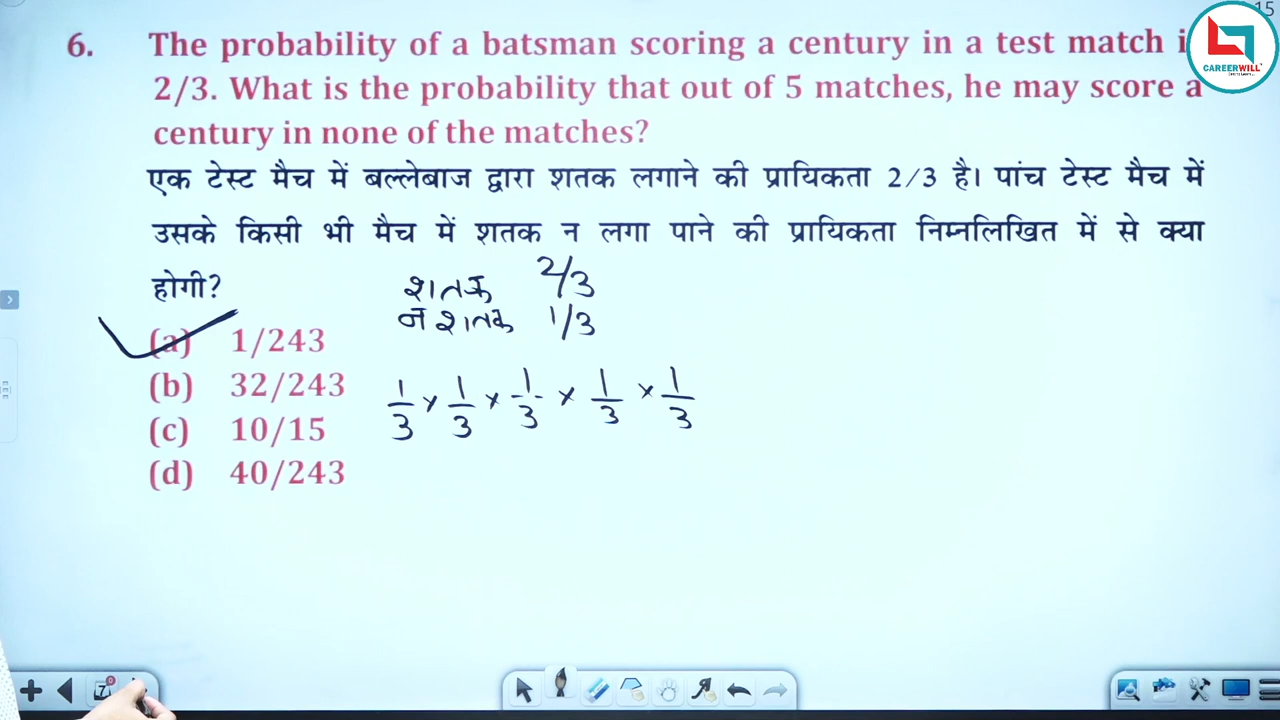 15
CAREERWILL
6. The probability of a batsman scoring a century in a test match i
2/3. What is the probabblity that out of 5 matches, he may score a
century in none of the matches?
एक टेस्ट मैच में बल्लेबाज द्वारा शतक लगाने की प्रायिकता 2/3 है। पांच टेस्ट मैच में
उसके किसी भी मैच में शतक न लगा पाने की प्रायिकता निम्नलिखित में से क्या
होगी?
शतक 2/3
न शतक 1/3
(a) 1/243
(b) 32/243
(c) 10/15
(d) 40/243
1/3 × 1/3 × 1/3 × 1/3 × 1/3